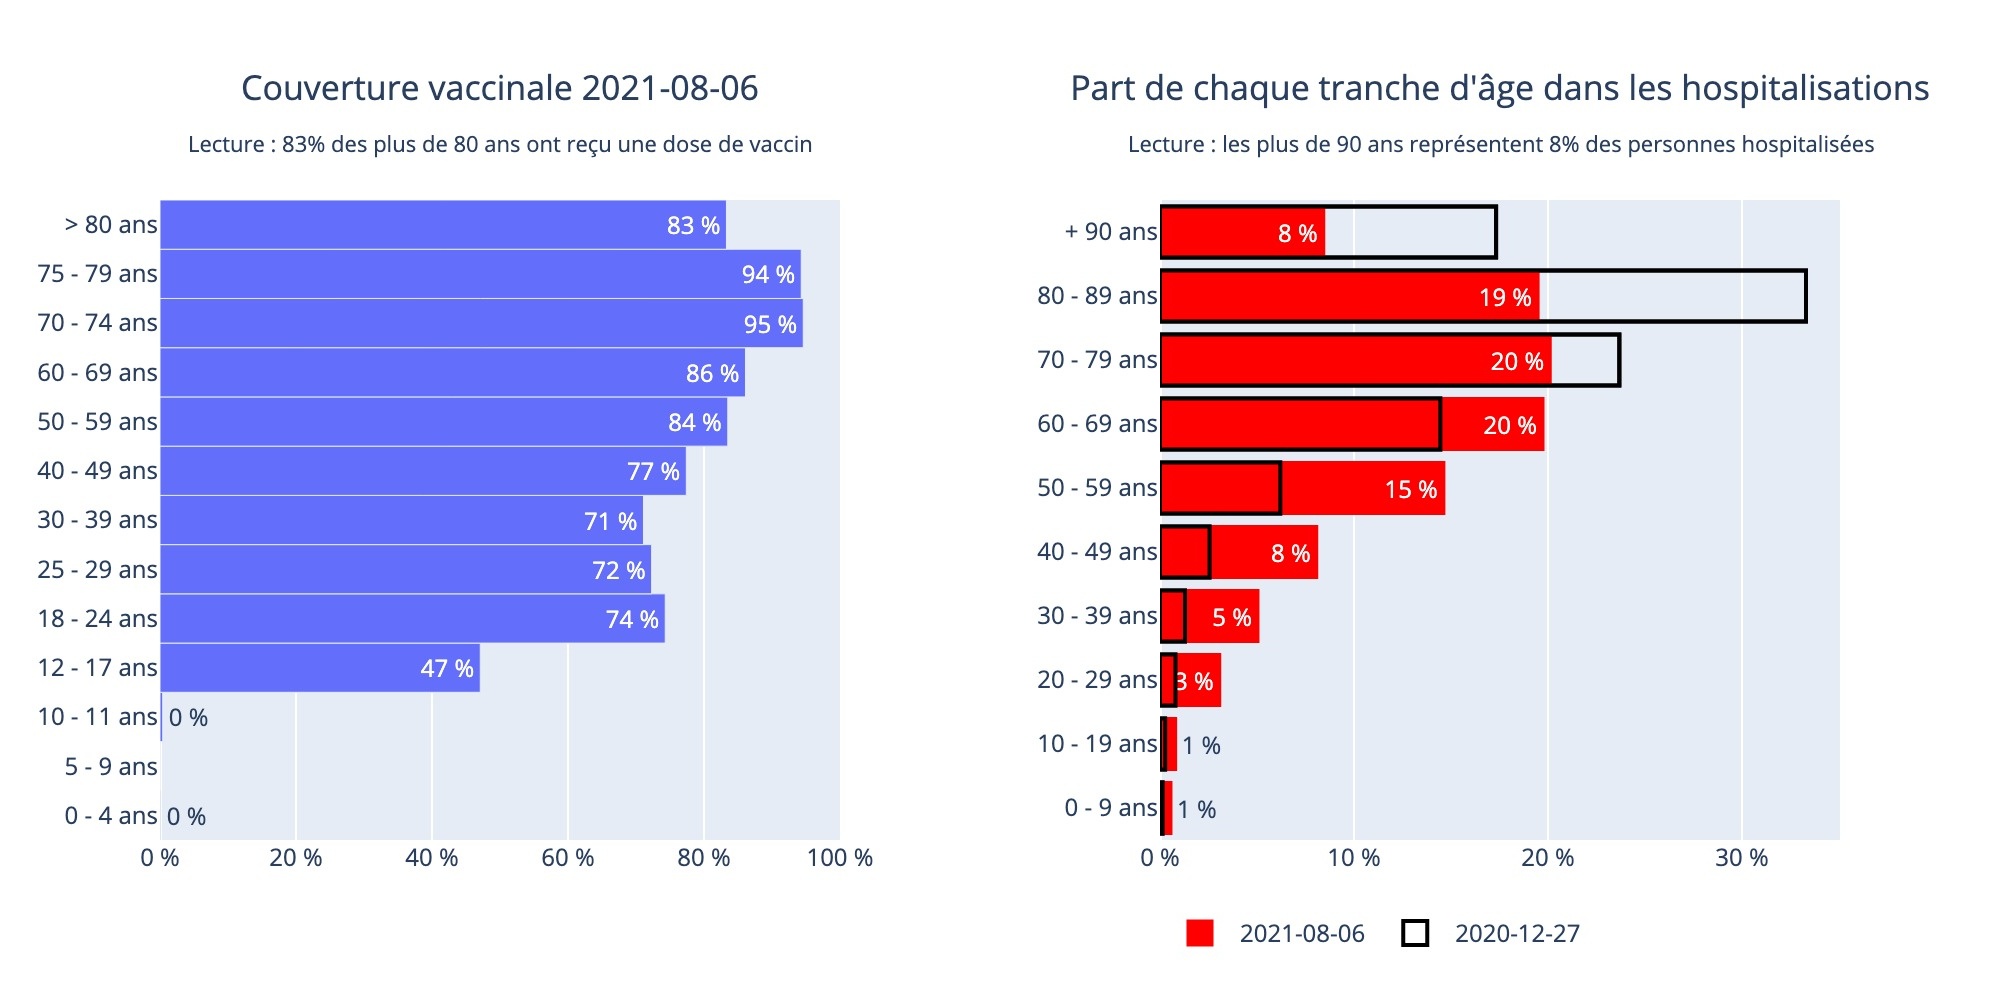 Couverture vaccinale 2021-08-06
Lecture : 83% des plus de 80 ans ont reçu une dose de vaccin
> 80 ans 83 %
75 - 79 ans 94 %
70 - 74 ans 95 %
60 - 69 ans 86 %
50 - 59 ans 84 %
40 - 49 ans 77 %
30 - 39 ans 71 %
25 - 29 ans 72 %
18 - 24 ans 74 %
12 - 17 ans 47 %
10 - 11 ans 0 %
5 - 9 ans
0 - 4 ans 0 %
0 % 20 % 40 % 60 % 80 % 100 %
Part de chaque tranche d'âge dans les hospitalisations
Lecture : les plus de 90 ans représentent 8% des personnes hospitalisées
+ 90 ans 8 %
80 - 89 ans 19 %
70 - 79 ans 20 %
60 - 69 ans 20 %
50 - 59 ans 15 %
40 - 49 ans 8 %
30 - 39 ans 5 %
20 - 29 ans 3 %
10 - 19 ans 1 %
0 - 9 ans 1 %
0 % 10 % 20 % 30 %
2021-08-06 2020-12-27